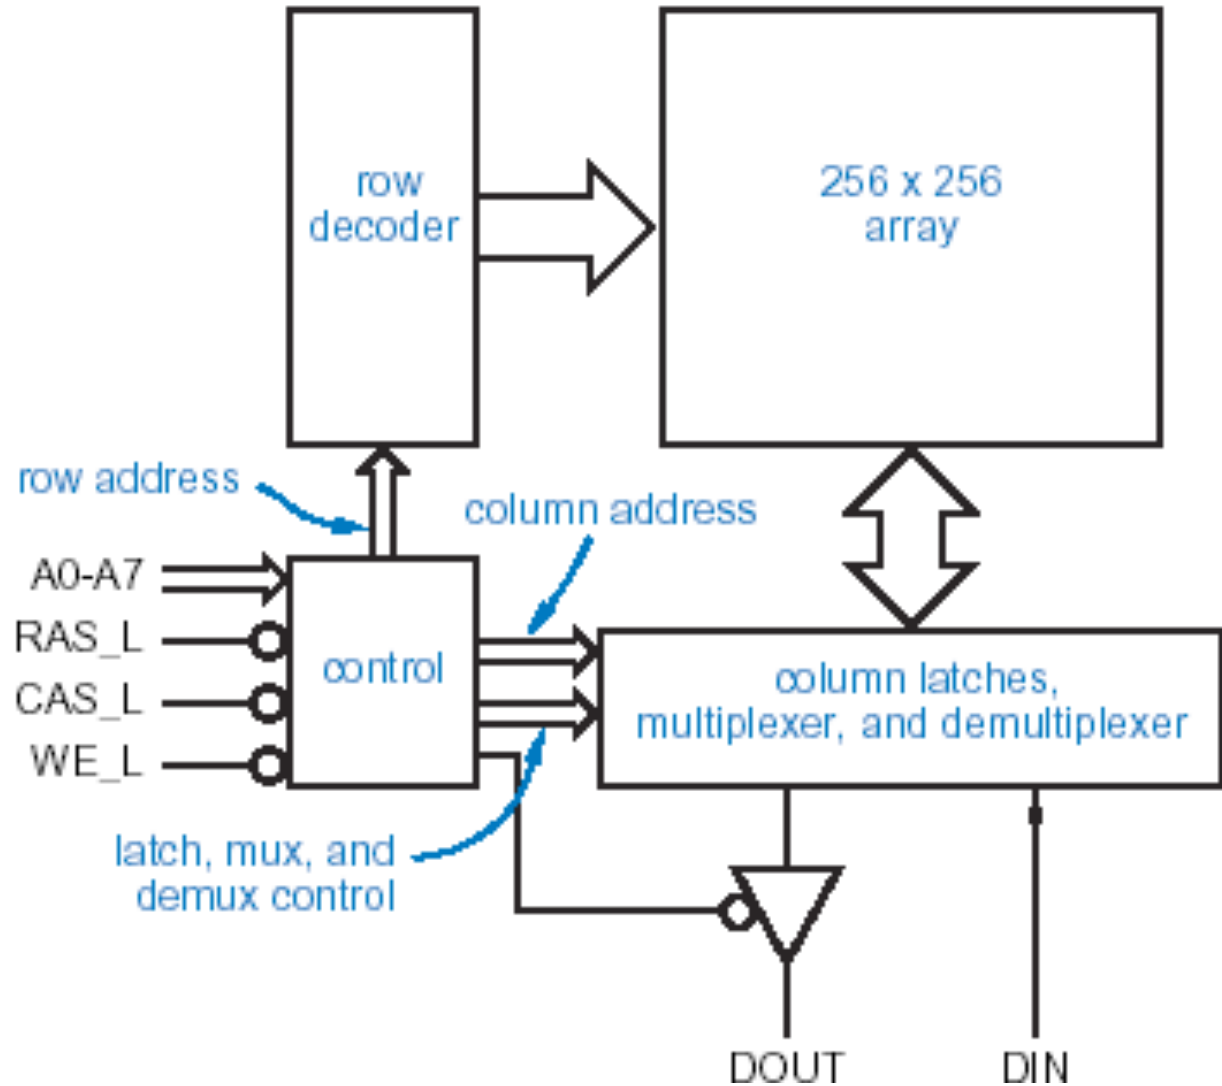 row
decoder
256 x 256
array
row address
column address
A0-A7
RAS_L
CAS_L
WE_L
control
column latches,
multiplexer, and demultiplexer
latch, mux, and
demux control
DOUT
DIN